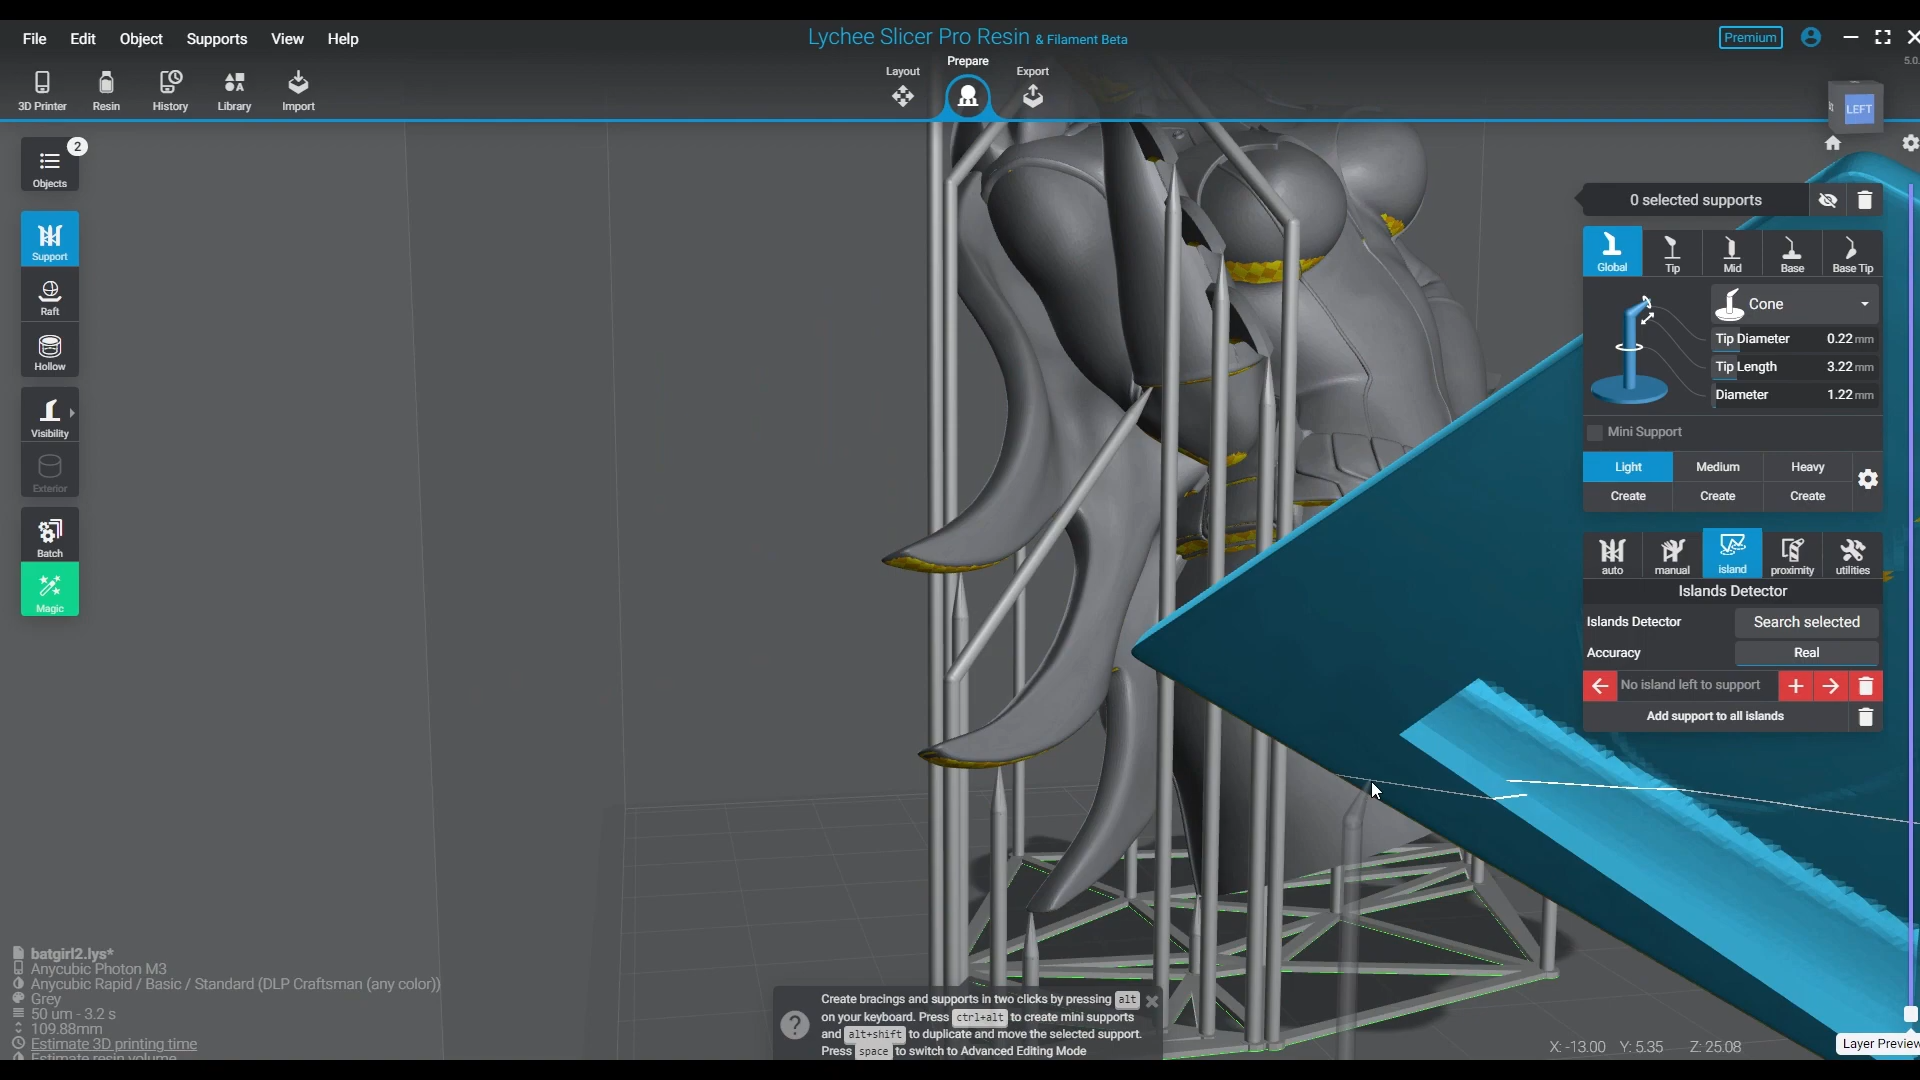 File Edit Object Supports View Help
Lychee Slicer Pro Resin & Filament Beta
Premium
5.0.
3D Printer Resin History Library Import
Layout Prepare Export
LEFT
2
Objects
Support
Raft
Hollow
Visibility
Exterior
Batch
Magic
0 selected supports
Global Tip Mid Base Base Tip
Cone
Tip Diameter 0.22 mm
Tip Length 3.22 mm
Diameter 1.22 mm
Mini Support
Light Medium Heavy
Create Create Create
auto manual island proximity utilities
Islands Detector
Islands Detector Search selected
Accuracy Real
No island left to support
Add support to all islands
batgirl2.lys*
Anycubic Photon M3
Anycubic Rapid / Basic / Standard (DLP Craftsman (any color))
Grey
50 um - 3.2 s
109.88mm
Estimate 3D printing time
Estimate resin volume
Create bracings and supports in two clicks by pressing alt
on your keyboard. Press ctrl+alt to create mini supports
and alt+shift to duplicate and move the selected support.
Press space to switch to Advanced Editing Mode
X: -13.00 Y: 5.35 Z: 25.08
Layer Preview